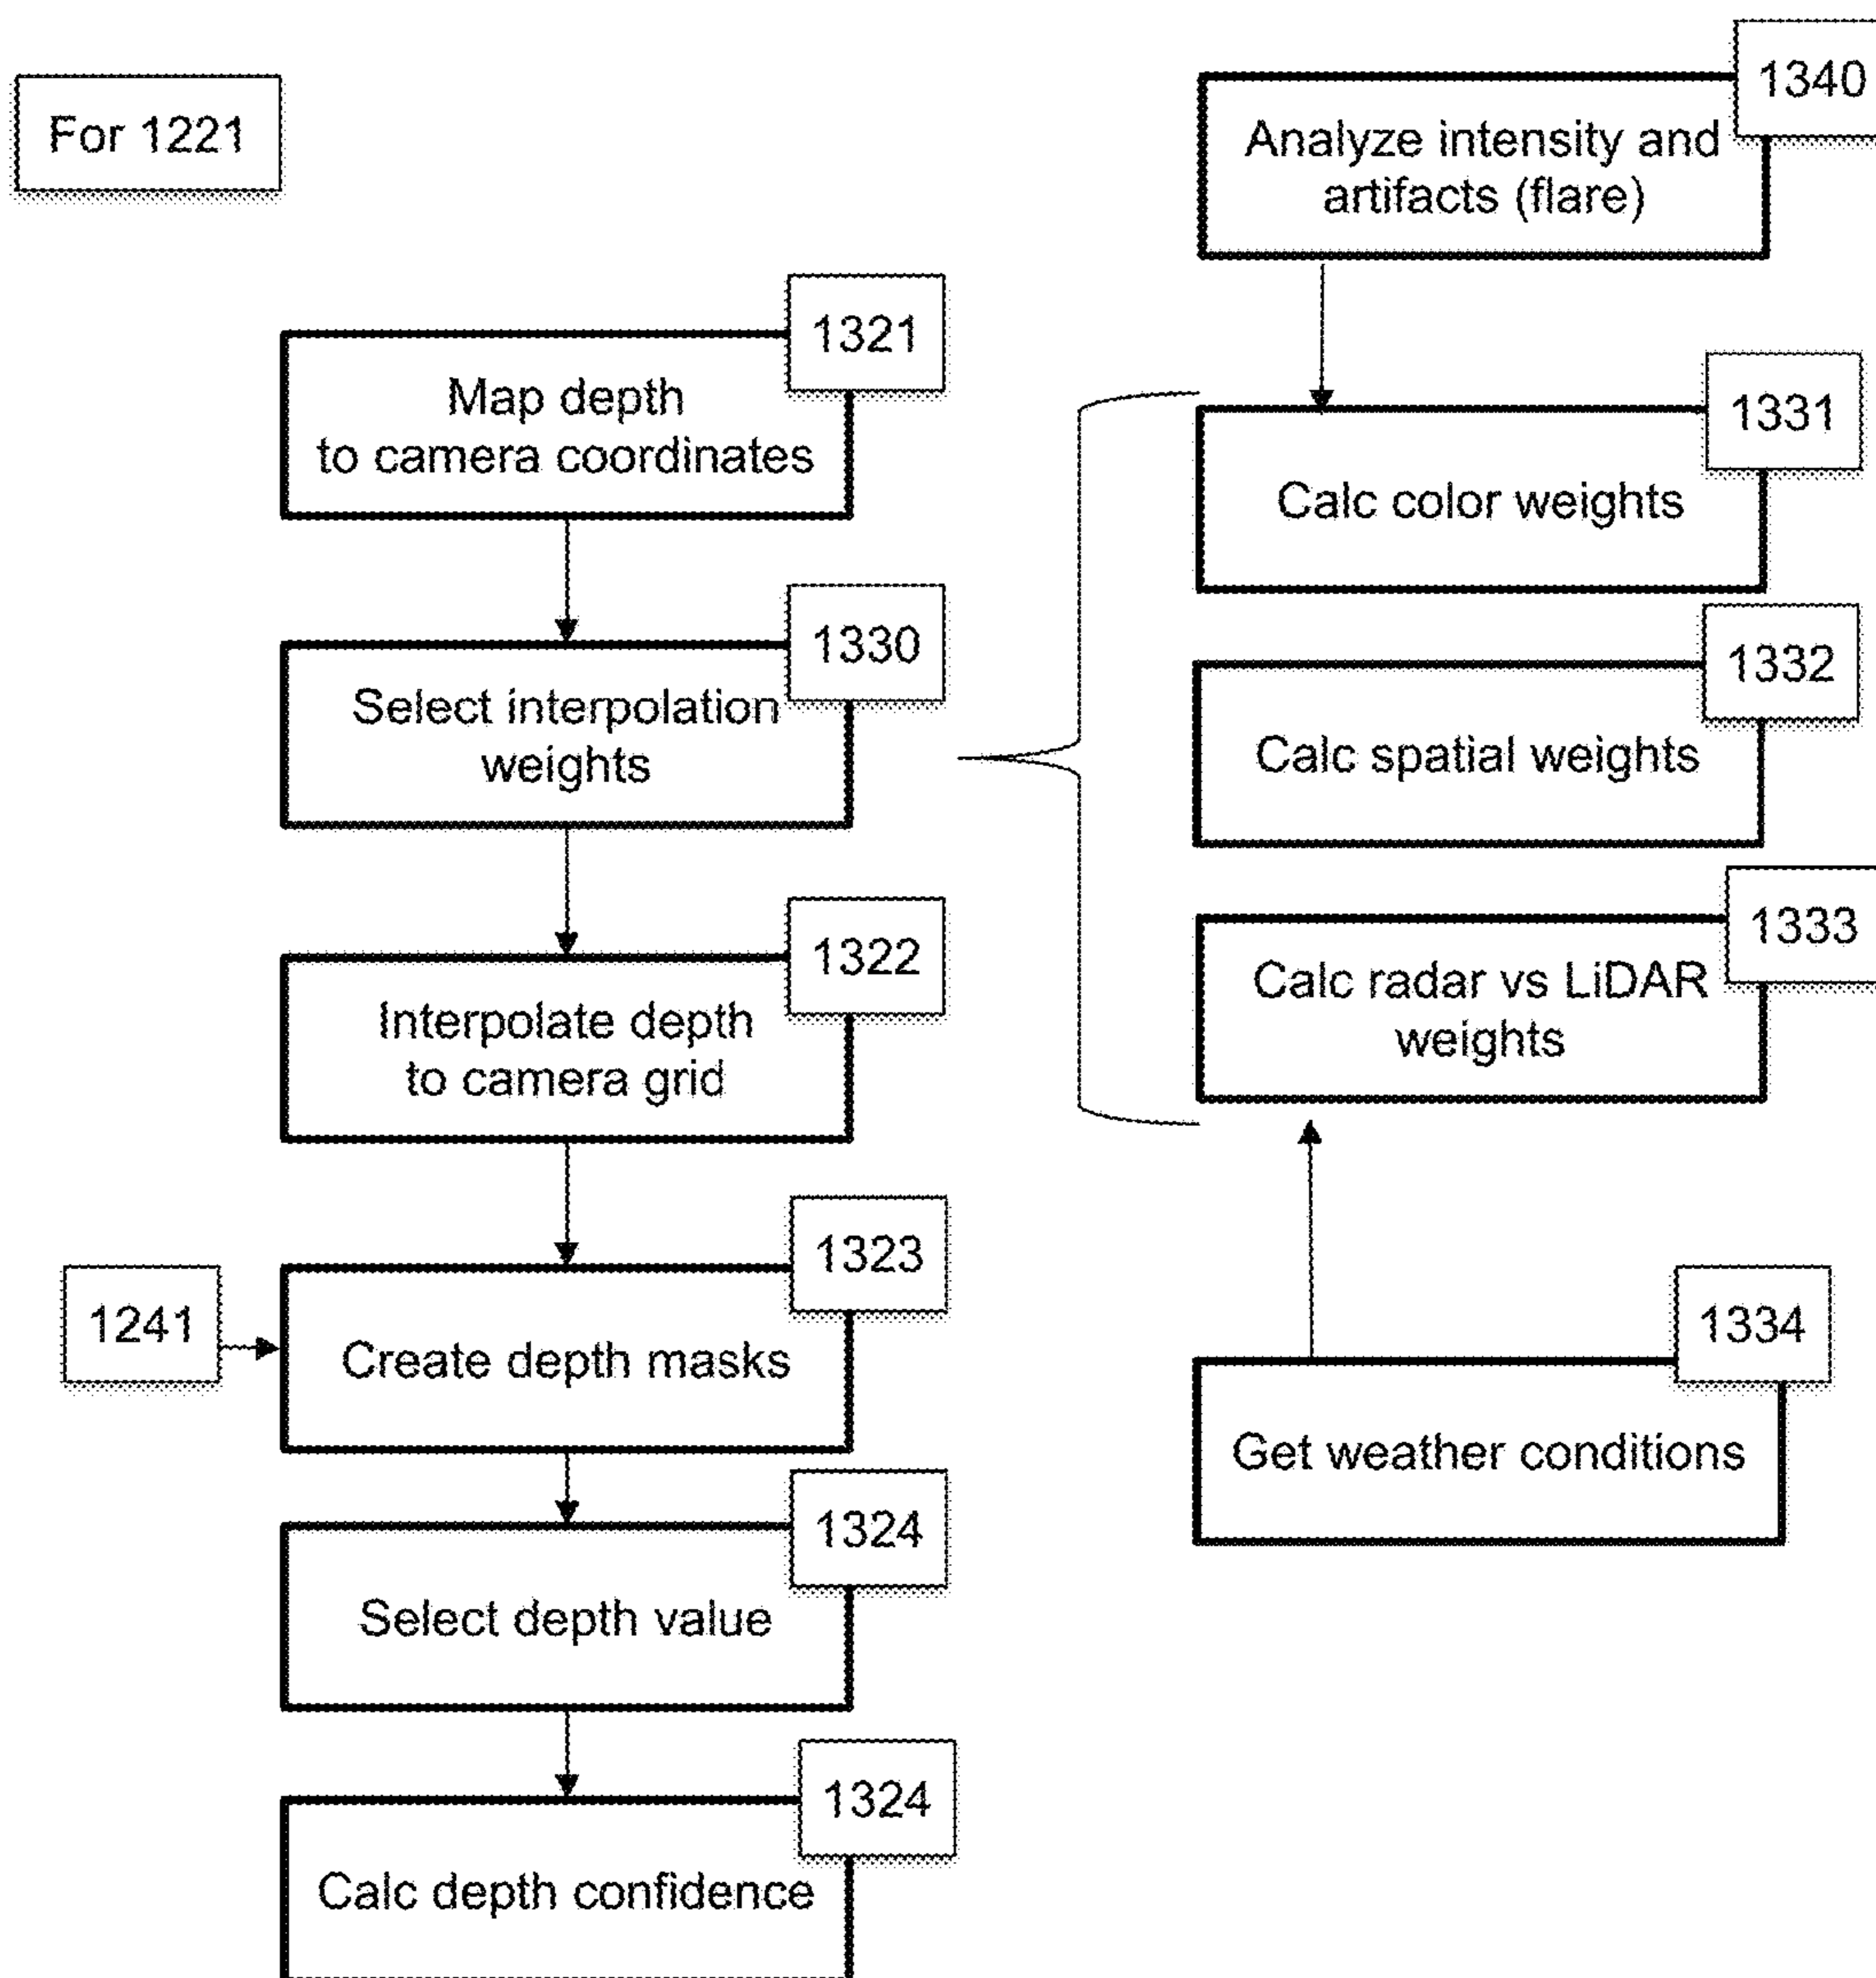 For 1221
1321
Map depth
to camera coordinates
1330
Select interpolation
weights
1322
Interpolate depth
to camera grid
1323
1241
Create depth masks
1324
Select depth value
1324
Calc depth confidence
1340
Analyze intensity and
artifacts (flare)
1331
Calc color weights
1332
Calc spatial weights
1333
Calc radar vs LiDAR
weights
1334
Get weather conditions